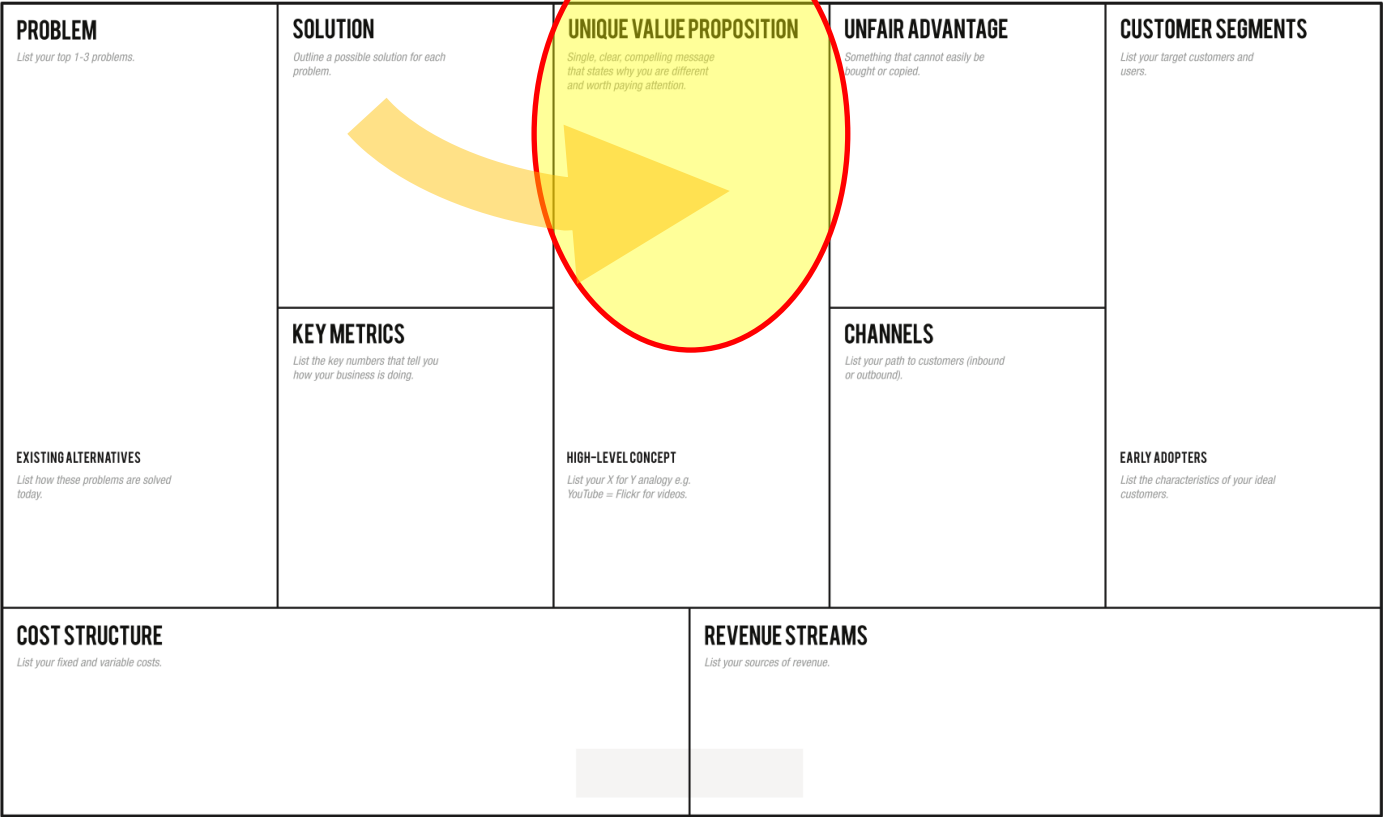 PROBLEM
List your top 1-3 problems.
EXISTING ALTERNATIVES
List how these problems are solved
today.
SOLUTION
Outline a possible solution for each
problem.
KEY METRICS
List the key numbers that tell you
how your business is doing.
UNIQUE VALUE PROPOSITION
Single, clear, compelling message
that states why you are different
and worth paying attention.
HIGH-LEVEL CONCEPT
List your X for Y analogy e.g.
YouTube = Flickr for videos.
UNFAIR ADVANTAGE
Something that cannot easily be
bought or copied.
CHANNELS
List your path to customers (inbound
or outbound).
CUSTOMER SEGMENTS
List your target customers and
users.
EARLY ADOPTERS
List the characteristics of your ideal
customers.
COST STRUCTURE
List your fixed and variable costs.
REVENUE STREAMS
List your sources of revenue.